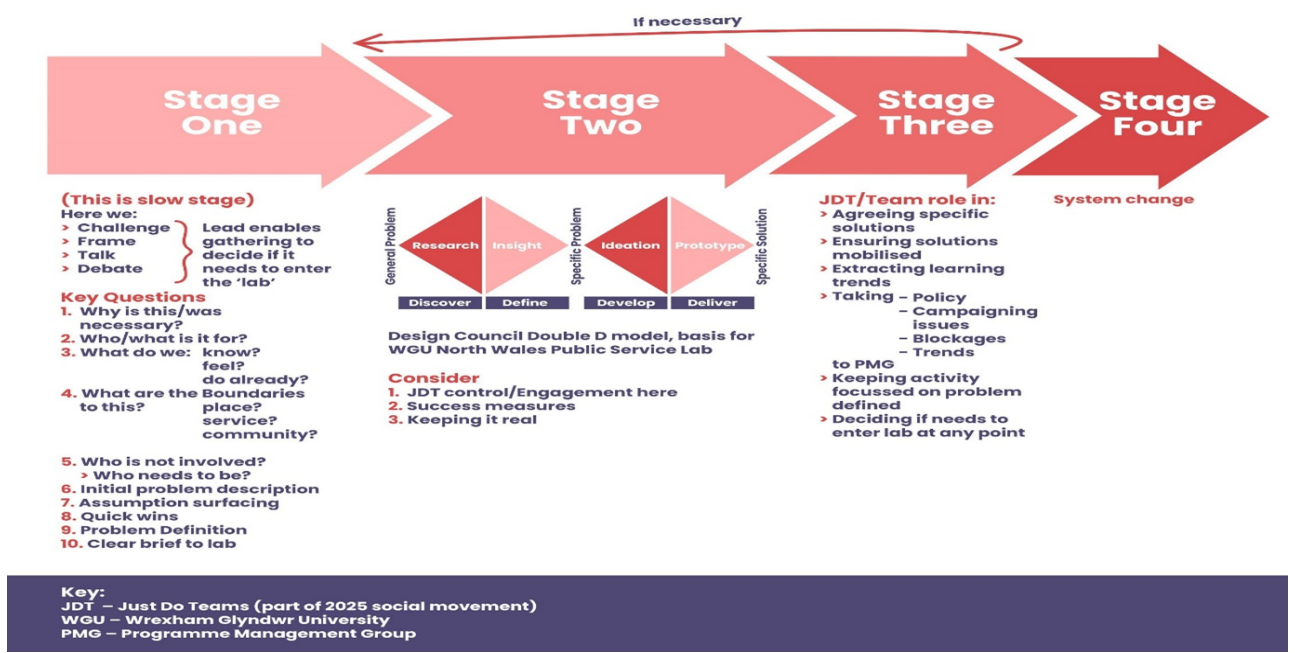 If necessary
Stage
One
Stage
Two
Stage
Three
Stage
Four
(This is slow stage)
Here we:
> Challenge
> Frame
> Talk
> Debate
Lead enables
gathering to
decide if it
needs to enter
the ‘lab’
Key Questions
1. Why is this/was
necessary?
2. Who/what is it for?
3. What do we: know?
feel?
do already?
4. What are the Boundaries
to this? place?
service?
community?
5. Who is not involved?
> Who needs to be?
6. Initial problem description
7. Assumption surfacing
8. Quick wins
9. Problem Definition
10. Clear brief to lab
General Problem
Research
Insight
Specific Problem
Ideation
Prototype
Specific Solution
Discover
Define
Develop
Deliver
Design Council Double D model, basis for
WGU North Wales Public Service Lab
Consider
1. JDT control/Engagement here
2. Success measures
3. Keeping it real
JDT/Team role in:
> Agreeing specific
solutions
> Ensuring solutions
mobilised
> Extracting learning
trends
> Taking – Policy
– Campaigning
issues
– Blockages
– Trends
to PMG
> Keeping activity
focussed on problem
defined
> Deciding if needs to
enter lab at any point
System change
Key:
JDT – Just Do Teams (part of 2025 social movement)
WGU – Wrexham Glyndwr University
PMG – Programme Management Group